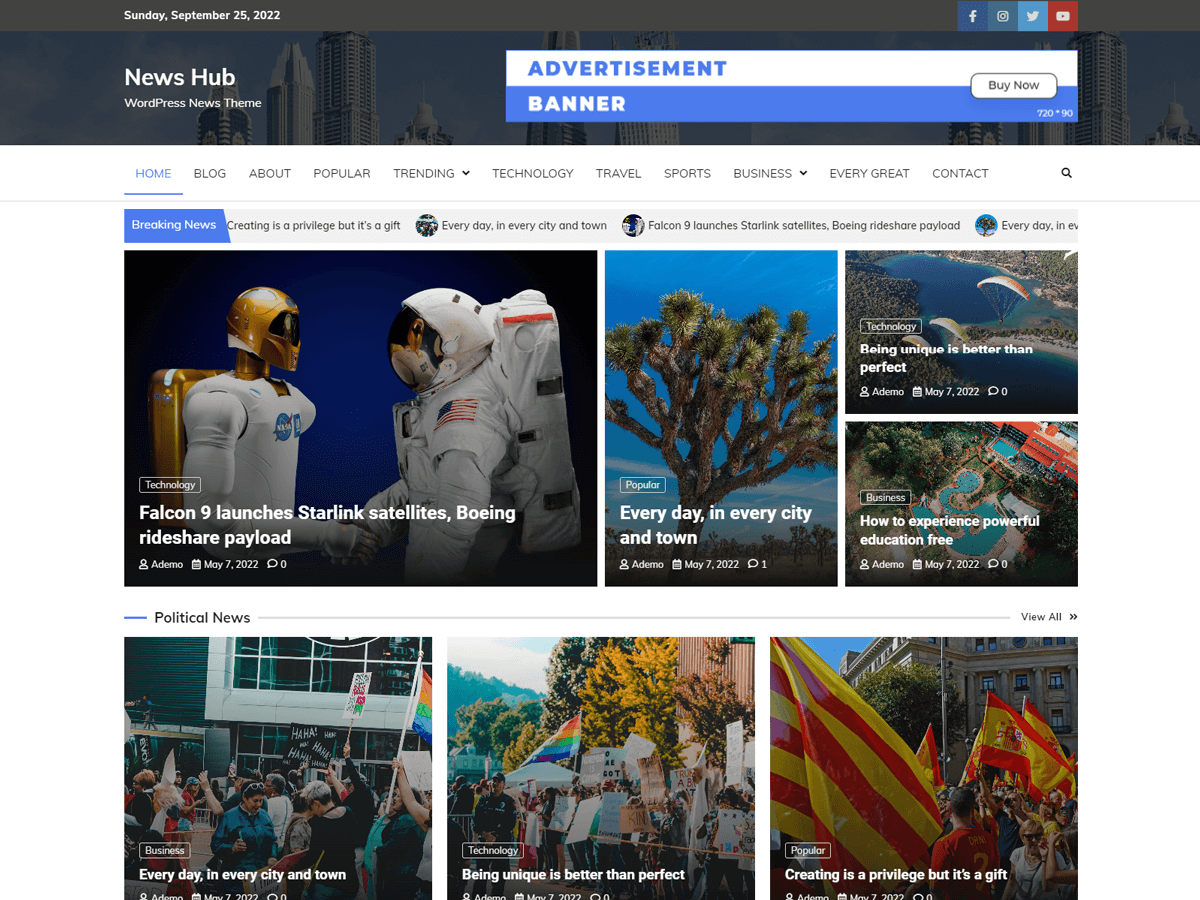 Sunday, September 25, 2022
News Hub
WordPress News Theme
ADVERTISEMENT
BANNER
Buy Now
720 * 90
HOME BLOG ABOUT POPULAR TRENDING TECHNOLOGY TRAVEL SPORTS BUSINESS EVERY GREAT CONTACT
Breaking News Creating is a privilege but it's a gift Every day, in every city and town Falcon 9 launches Starlink satellites, Boeing rideshare payload Every day, in ev
NASA
Technology
Falcon 9 launches Starlink satellites, Boeing
rideshare payload
Ademo May 7, 2022 0
Popular
Every day, in every city
and town
Ademo May 7, 2022 1
Technology
Being unique is better than
perfect
Ademo May 7, 2022 0
Business
How to experience powerful
education free
Ademo May 7, 2022 0
Political News
View All
HAHA!
HAHA!
HAHA!
Business
Every day, in every city and town
Ademo May 7, 2022 0
Technology
Being unique is better than perfect
Ademo May 7, 2022 0
DANI
Popular
Creating is a privilege but it's a gift
Ademo May 7, 2022 0